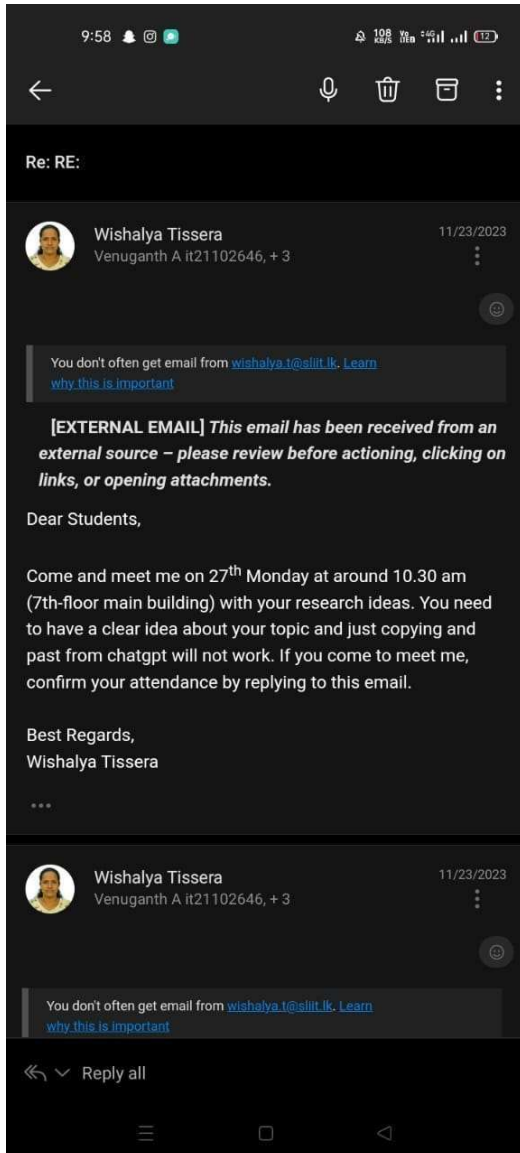 9:58
108 KB/S Vo LTE 4G 12
Re: RE:
Wishalya Tissera
11/23/2023
Venuganth A it21102646, + 3
You don't often get email from wishalya.t@sliit.lk. Learn
why this is important
[EXTERNAL EMAIL] This email has been received from an
external source – please review before actioning, clicking on
links, or opening attachments.
Dear Students,
Come and meet me on 27th Monday at around 10.30 am
(7th-floor main building) with your research ideas. You need
to have a clear idea about your topic and just copying and
past from chatgpt will not work. If you come to meet me,
confirm your attendance by replying to this email.
Best Regards,
Wishalya Tissera
Wishalya Tissera
11/23/2023
Venuganth A it21102646, + 3
You don't often get email from wishalya.t@sliit.lk. Learn
why this is important
Reply all